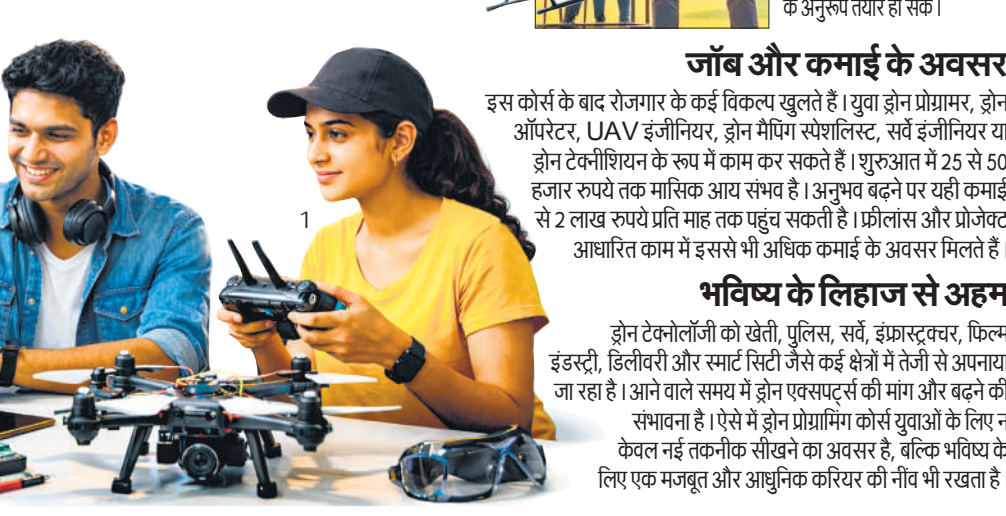 के अनुरूप तैयार हो सकें।
जॉब और कमाई के अवसर
इस कोर्स के बाद रोजगार के कई विकल्प खुलते हैं। युवा ड्रोन प्रोग्रामर, ड्रोन
ऑपरेटर, UAV इंजीनियर, ड्रोन मैपिंग स्पेशलिस्ट, सर्वे इंजीनियर या
ड्रोन टेक्नीशियन के रूप में काम कर सकते हैं। शुरुआत में 25 से 50
हजार रुपये तक मासिक आय संभव है। अनुभव बढ़ने पर यही कमाई
1
से 2 लाख रुपये प्रति माह तक पहुंच सकती है। फ्रीलांस और प्रोजेक्ट
आधारित काम में इससे भी अधिक कमाई के अवसर मिलते हैं।
भविष्य के लिहाज से अहम
ड्रोन टेक्नोलॉजी को खेती, पुलिस, सर्वे, इंफ्रास्ट्रक्चर, फिल्म
इंडस्ट्री, डिलीवरी और स्मार्ट सिटी जैसे कई क्षेत्रों में तेजी से अपनाया
जा रहा है। आने वाले समय में ड्रोन एक्सपर्ट्स की मांग और बढ़ने की
संभावना है। ऐसे में ड्रोन प्रोग्रामिंग कोर्स युवाओं के लिए न
केवल नई तकनीक सीखने का अवसर है, बल्कि भविष्य के
लिए एक मजबूत और आधुनिक करियर की नींव भी रखता है।